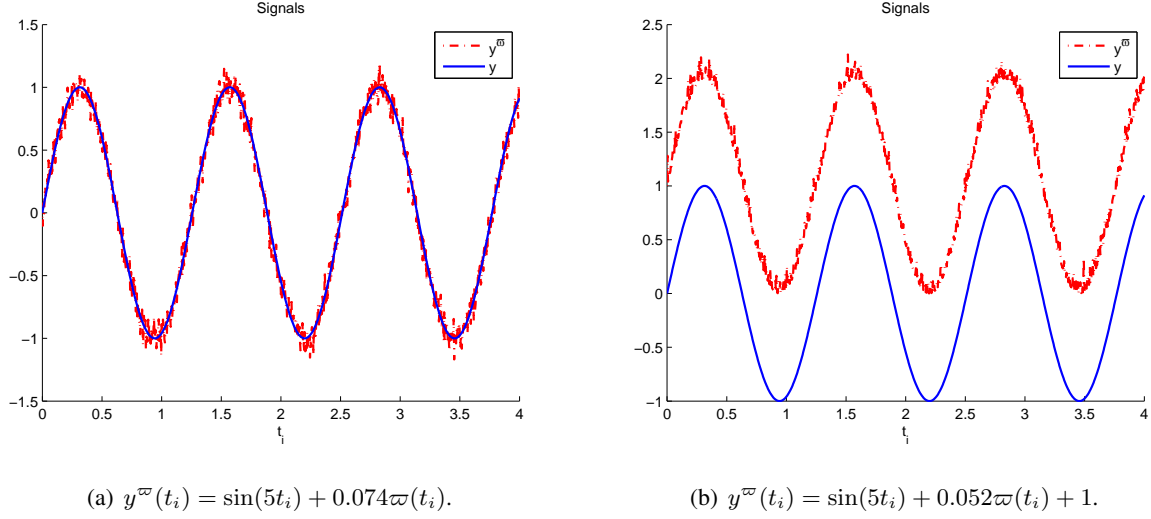 Signals
1.5
1
0.5
0
−0.5
−1
−1.5
0 0.5 1 1.5 2 2.5 3 3.5 4
t_i
y^ϖ
y
Signals
2.5
2
1.5
1
0.5
0
−0.5
−1
0 0.5 1 1.5 2 2.5 3 3.5 4
t_i
y^ϖ
y
(a) y^ϖ(t_i) = sin(5t_i) + 0.074ϖ(t_i).
(b) y^ϖ(t_i) = sin(5t_i) + 0.052ϖ(t_i) + 1.